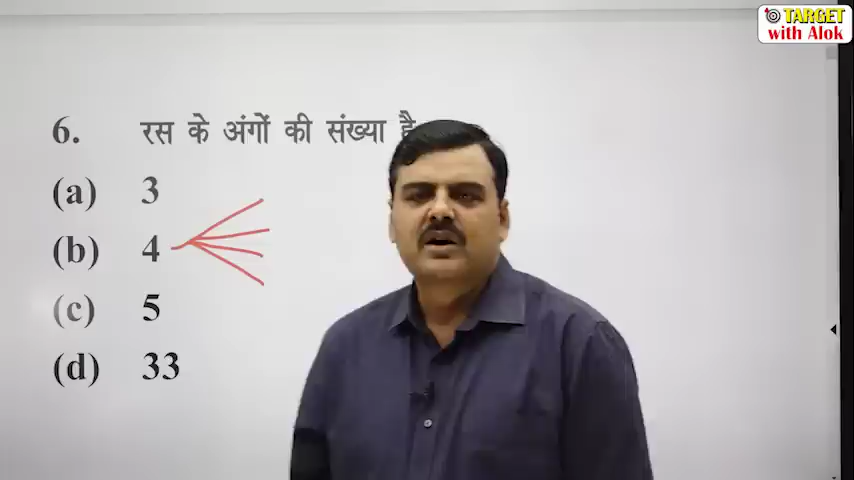 TARGET
with Alok
6. रस के अंगों की संख्या है
(a) 3
(b) 4
(c) 5
(d) 33